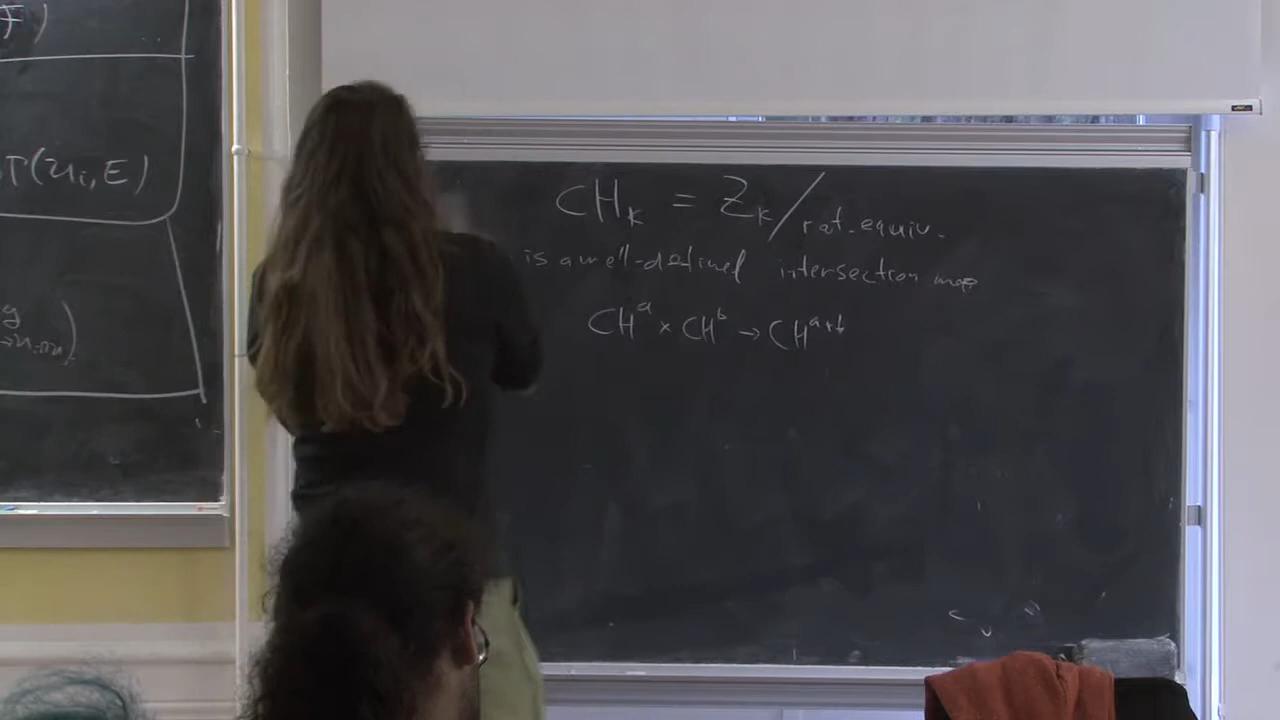 T(u_i, E)
CH_k = Z_k / rat. equiv.
is a well-defined intersection map
CH^a × CH^b → CH^{a+b}